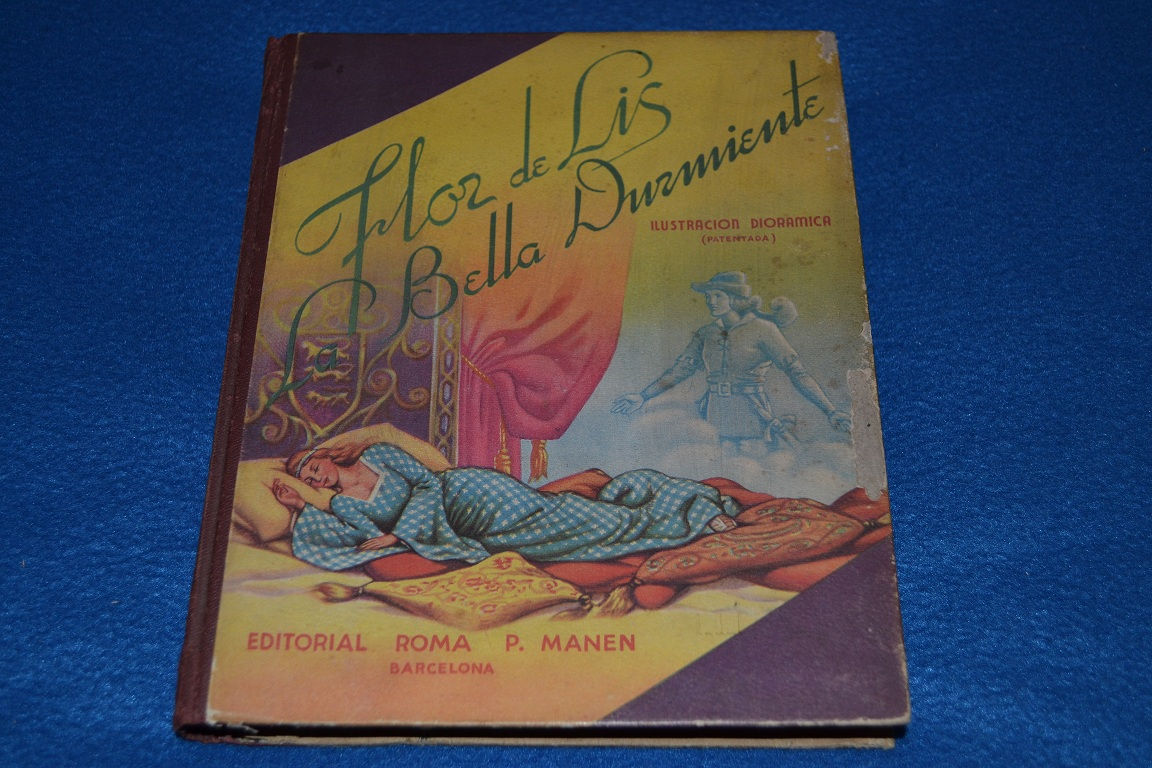 Flor de Lis
La Bella Durmiente
ILUSTRACION DIORAMICA
(PATENTADA)
EDITORIAL ROMA P. MANEN
BARCELONA